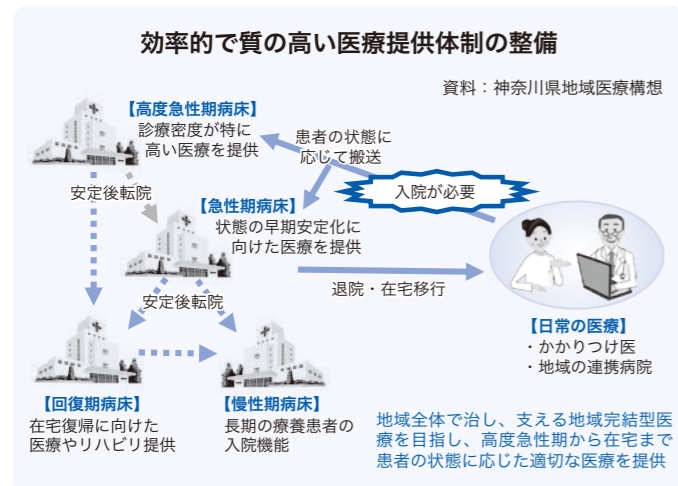 効率的で質の高い医療提供体制の整備
資料：神奈川県地域医療構想
【高度急性期病床】
診療密度が特に
高い医療を提供
患者の状態に
応じて搬送
入院が必要
安定後転院
【急性期病床】
状態の早期安定化に
向けた医療を提供
退院・在宅移行
安定後転院
【日常の医療】
・かかりつけ医
・地域の連携病院
【回復期病床】
在宅復帰に向けた
医療やリハビリ提供
【慢性期病床】
長期の療養患者の
入院機能
地域全体で治し、支える地域完結型医
療を目指し、高度急性期から在宅まで
患者の状態に応じた適切な医療を提供